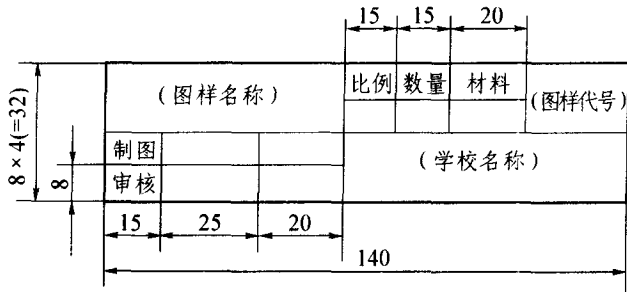 15 15 20
比例 数量 材料
(图样名称) (图样代号)
8×4(=32)
制图 (学校名称)
8 审核
15 25 20
140